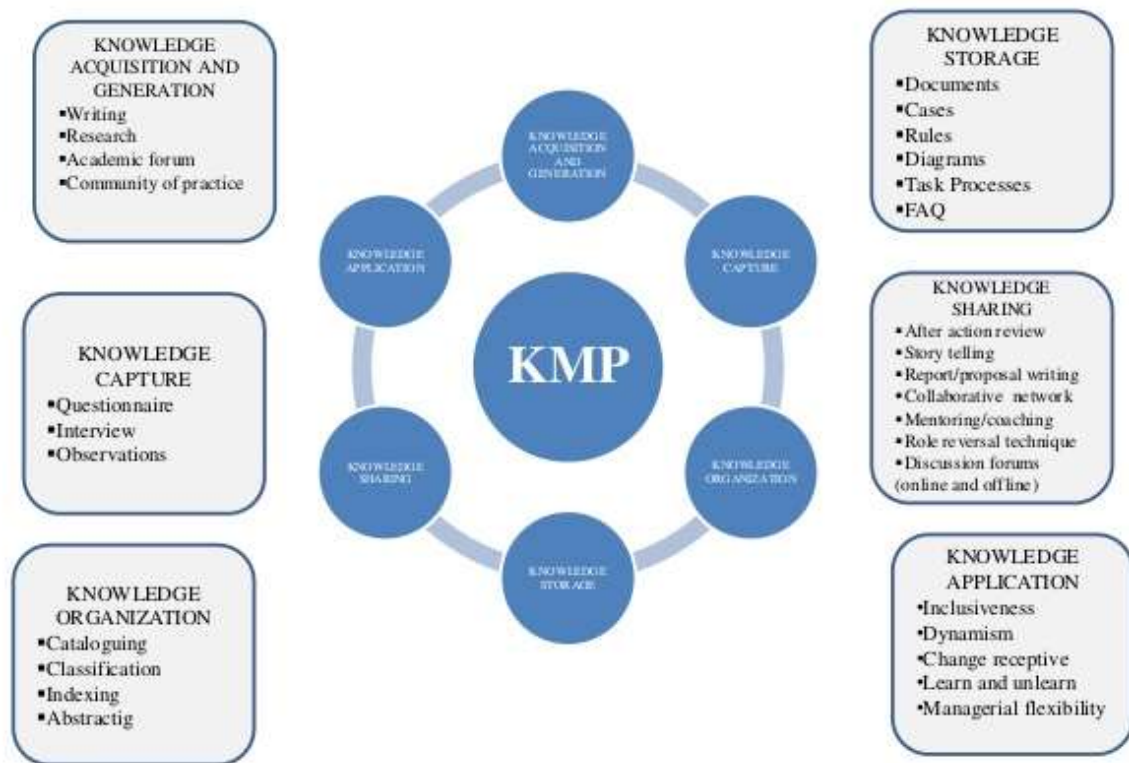 KNOWLEDGE
ACQUISITION AND
GENERATION
▪Writing
▪Research
▪Academic forum
▪Community of practice
KNOWLEDGE
CAPTURE
▪Questionnaire
▪Interview
▪Observations
KNOWLEDGE
ORGANIZATION
▪Cataloguing
▪Classification
▪Indexing
▪Abstractig
KNOWLEDGE
ACQUISITION
AND
GENERATION
KNOWLEDGE
CAPTURE
KNOWLEDGE
ORGANIZATION
KNOWLEDGE
STORAGE
KNOWLEDGE
SHARING
KNOWLEDGE
APPLICATION
KMP
KNOWLEDGE
STORAGE
▪Documents
▪Cases
▪Rules
▪Diagrams
▪Task Processes
▪FAQ
KNOWLEDGE
SHARING
▪After action review
▪Story telling
▪Report/proposal writing
▪Collaborative network
▪Mentoring/coaching
▪Role reversal technique
▪Discussion forums
(online and offline)
KNOWLEDGE
APPLICATION
•Inclusiveness
•Dynamism
•Change receptive
•Learn and unlearn
•Managerial flexibility